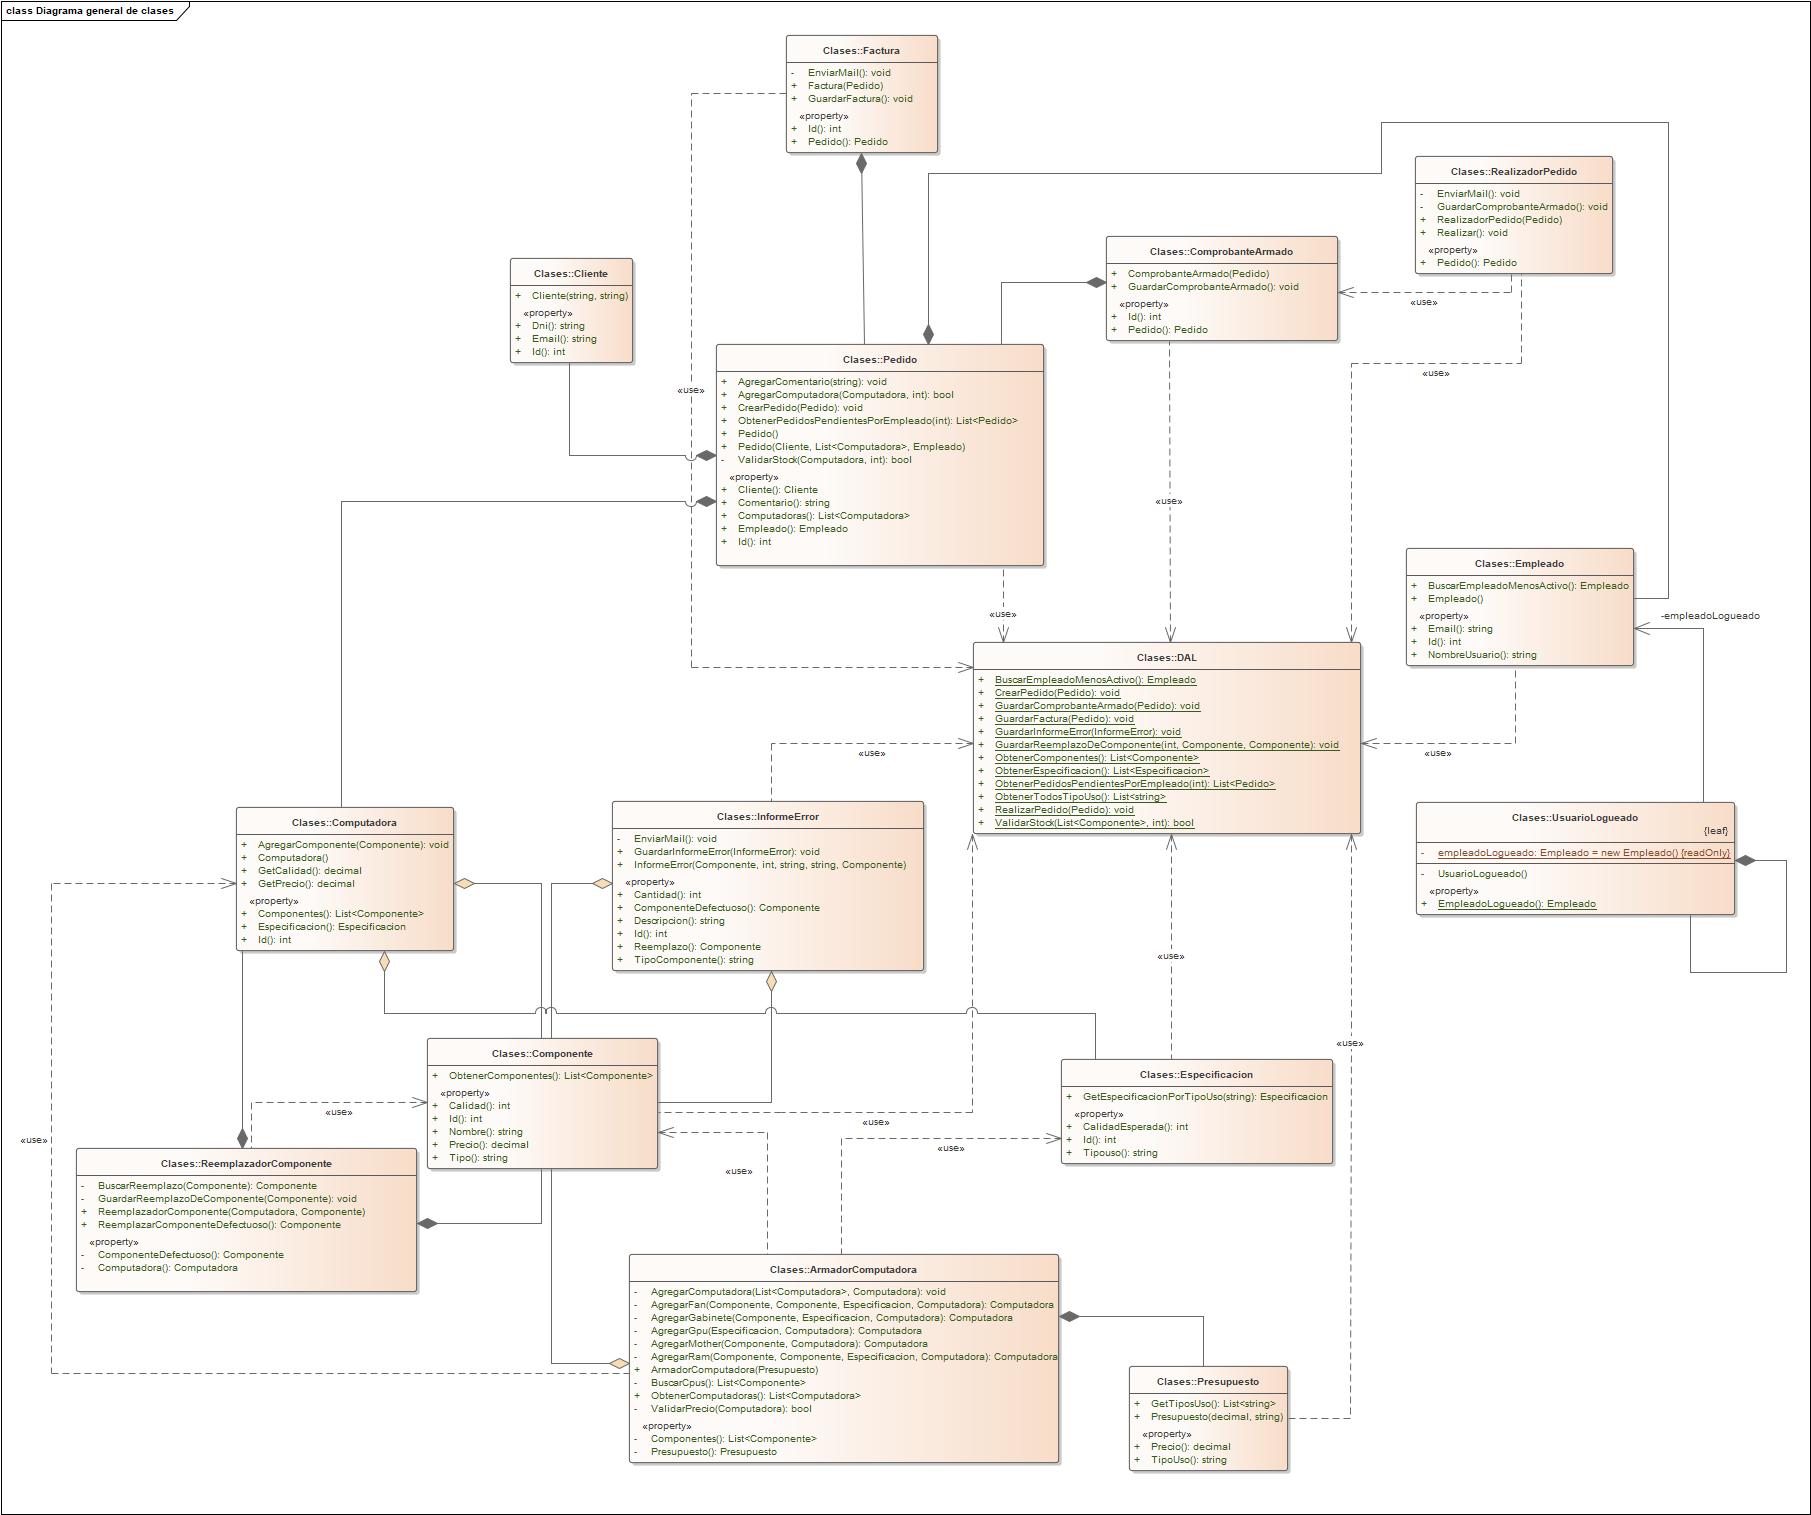 class Diagrama general de clases
Clases::Factura
- EnviarMail(): void
+ Factura(Pedido)
+ GuardarFactura(): void
«property»
+ Id(): int
+ Pedido(): Pedido
Clases::RealizadorPedido
- EnviarMail(): void
- GuardarComprobanteArmado(): void
+ RealizadorPedido(Pedido)
+ Realizar(): void
«property»
+ Pedido(): Pedido
Clases::ComprobanteArmado
+ ComprobanteArmado(Pedido)
+ GuardarComprobanteArmado(): void
«property»
+ Id(): int
+ Pedido(): Pedido
«use»
«use»
Clases::Cliente
+ Cliente(string, string)
«property»
+ Dni(): string
+ Email(): string
+ Id(): int
«use»
Clases::Pedido
+ AgregarComentario(string): void
+ AgregarComputadora(Computadora, int): bool
+ CrearPedido(Pedido): void
+ ObtenerPedidosPendientesPorEmpleado(int): List<Pedido>
+ Pedido()
+ Pedido(Cliente, List<Computadora>, Empleado)
- ValidarStock(Computadora, int): bool
«property»
+ Cliente(): Cliente
+ Comentario(): string
+ Computadoras(): List<Computadora>
+ Empleado(): Empleado
+ Id(): int
«use»
«use»
Clases::Empleado
+ BuscarEmpleadoMenosActivo(): Empleado
+ Empleado()
«property»
+ Email(): string
+ Id(): int
+ NombreUsuario(): string
-empleadoLogueado
Clases::DAL
+ BuscarEmpleadoMenosActivo(): Empleado
+ CrearPedido(Pedido): void
+ GuardarComprobanteArmado(Pedido): void
+ GuardarFactura(Pedido): void
+ GuardarInformeError(InformeError): void
+ GuardarReemplazoDeComponente(int, Componente, Componente): void
+ ObtenerComponentes(): List<Componente>
+ ObtenerEspecificacion(): List<Especificacion>
+ ObtenerPedidosPendientesPorEmpleado(int): List<Pedido>
+ ObtenerTodosTipoUso(): List<string>
+ RealizarPedido(Pedido): void
+ ValidarStock(List<Componente>, int): bool
«use»
«use»
Clases::Computadora
+ AgregarComponente(Componente): void
+ Computadora()
+ GetCalidad(): decimal
+ GetPrecio(): decimal
«property»
+ Componentes(): List<Componente>
+ Especificacion(): Especificacion
+ Id(): int
Clases::InformeError
- EnviarMail(): void
+ GuardarInformeError(InformeError): void
+ InformeError(Componente, int, string, string, Componente)
«property»
+ Cantidad(): int
+ ComponenteDefectuoso(): Componente
+ Descripcion(): string
+ Id(): int
+ Reemplazo(): Componente
+ TipoComponente(): string
Clases::UsuarioLogueado
{leaf}
- empleadoLogueado: Empleado = new Empleado() {readOnly}
- UsuarioLogueado()
«property»
+ EmpleadoLogueado(): Empleado
«use»
«use»
Clases::Componente
+ ObtenerComponentes(): List<Componente>
«property»
+ Calidad(): int
+ Id(): int
+ Nombre(): string
+ Precio(): decimal
+ Tipo(): string
Clases::Especificacion
+ GetEspecificacionPorTipoUso(string): Especificacion
«property»
+ CalidadEsperada(): int
+ Id(): int
+ Tipouso(): string
«use»
«use»
«use»
«use»
«use»
Clases::ReemplazadorComponente
- BuscarReemplazo(Componente): Componente
- GuardarReemplazoDeComponente(Componente): void
+ ReemplazadorComponente(Computadora, Componente)
+ ReemplazarComponenteDefectuoso(): Componente
«property»
- ComponenteDefectuoso(): Componente
- Computadora(): Computadora
Clases::ArmadorComputadora
- AgregarComputadora(List<Computadora>, Computadora): void
- AgregarFan(Componente, Componente, Especificacion, Computadora): Computadora
- AgregarGabinete(Componente, Especificacion, Computadora): Computadora
- AgregarGpu(Especificacion, Computadora): Computadora
- AgregarMother(Componente, Computadora): Computadora
- AgregarRam(Componente, Componente, Especificacion, Computadora): Computadora
+ ArmadorComputadora(Presupuesto)
- BuscarCpus(): List<Componente>
+ ObtenerComputadoras(): List<Computadora>
- ValidarPrecio(Computadora): bool
«property»
- Componentes(): List<Componente>
- Presupuesto(): Presupuesto
Clases::Presupuesto
+ GetTiposUso(): List<string>
+ Presupuesto(decimal, string)
«property»
+ Precio(): decimal
+ TipoUso(): string